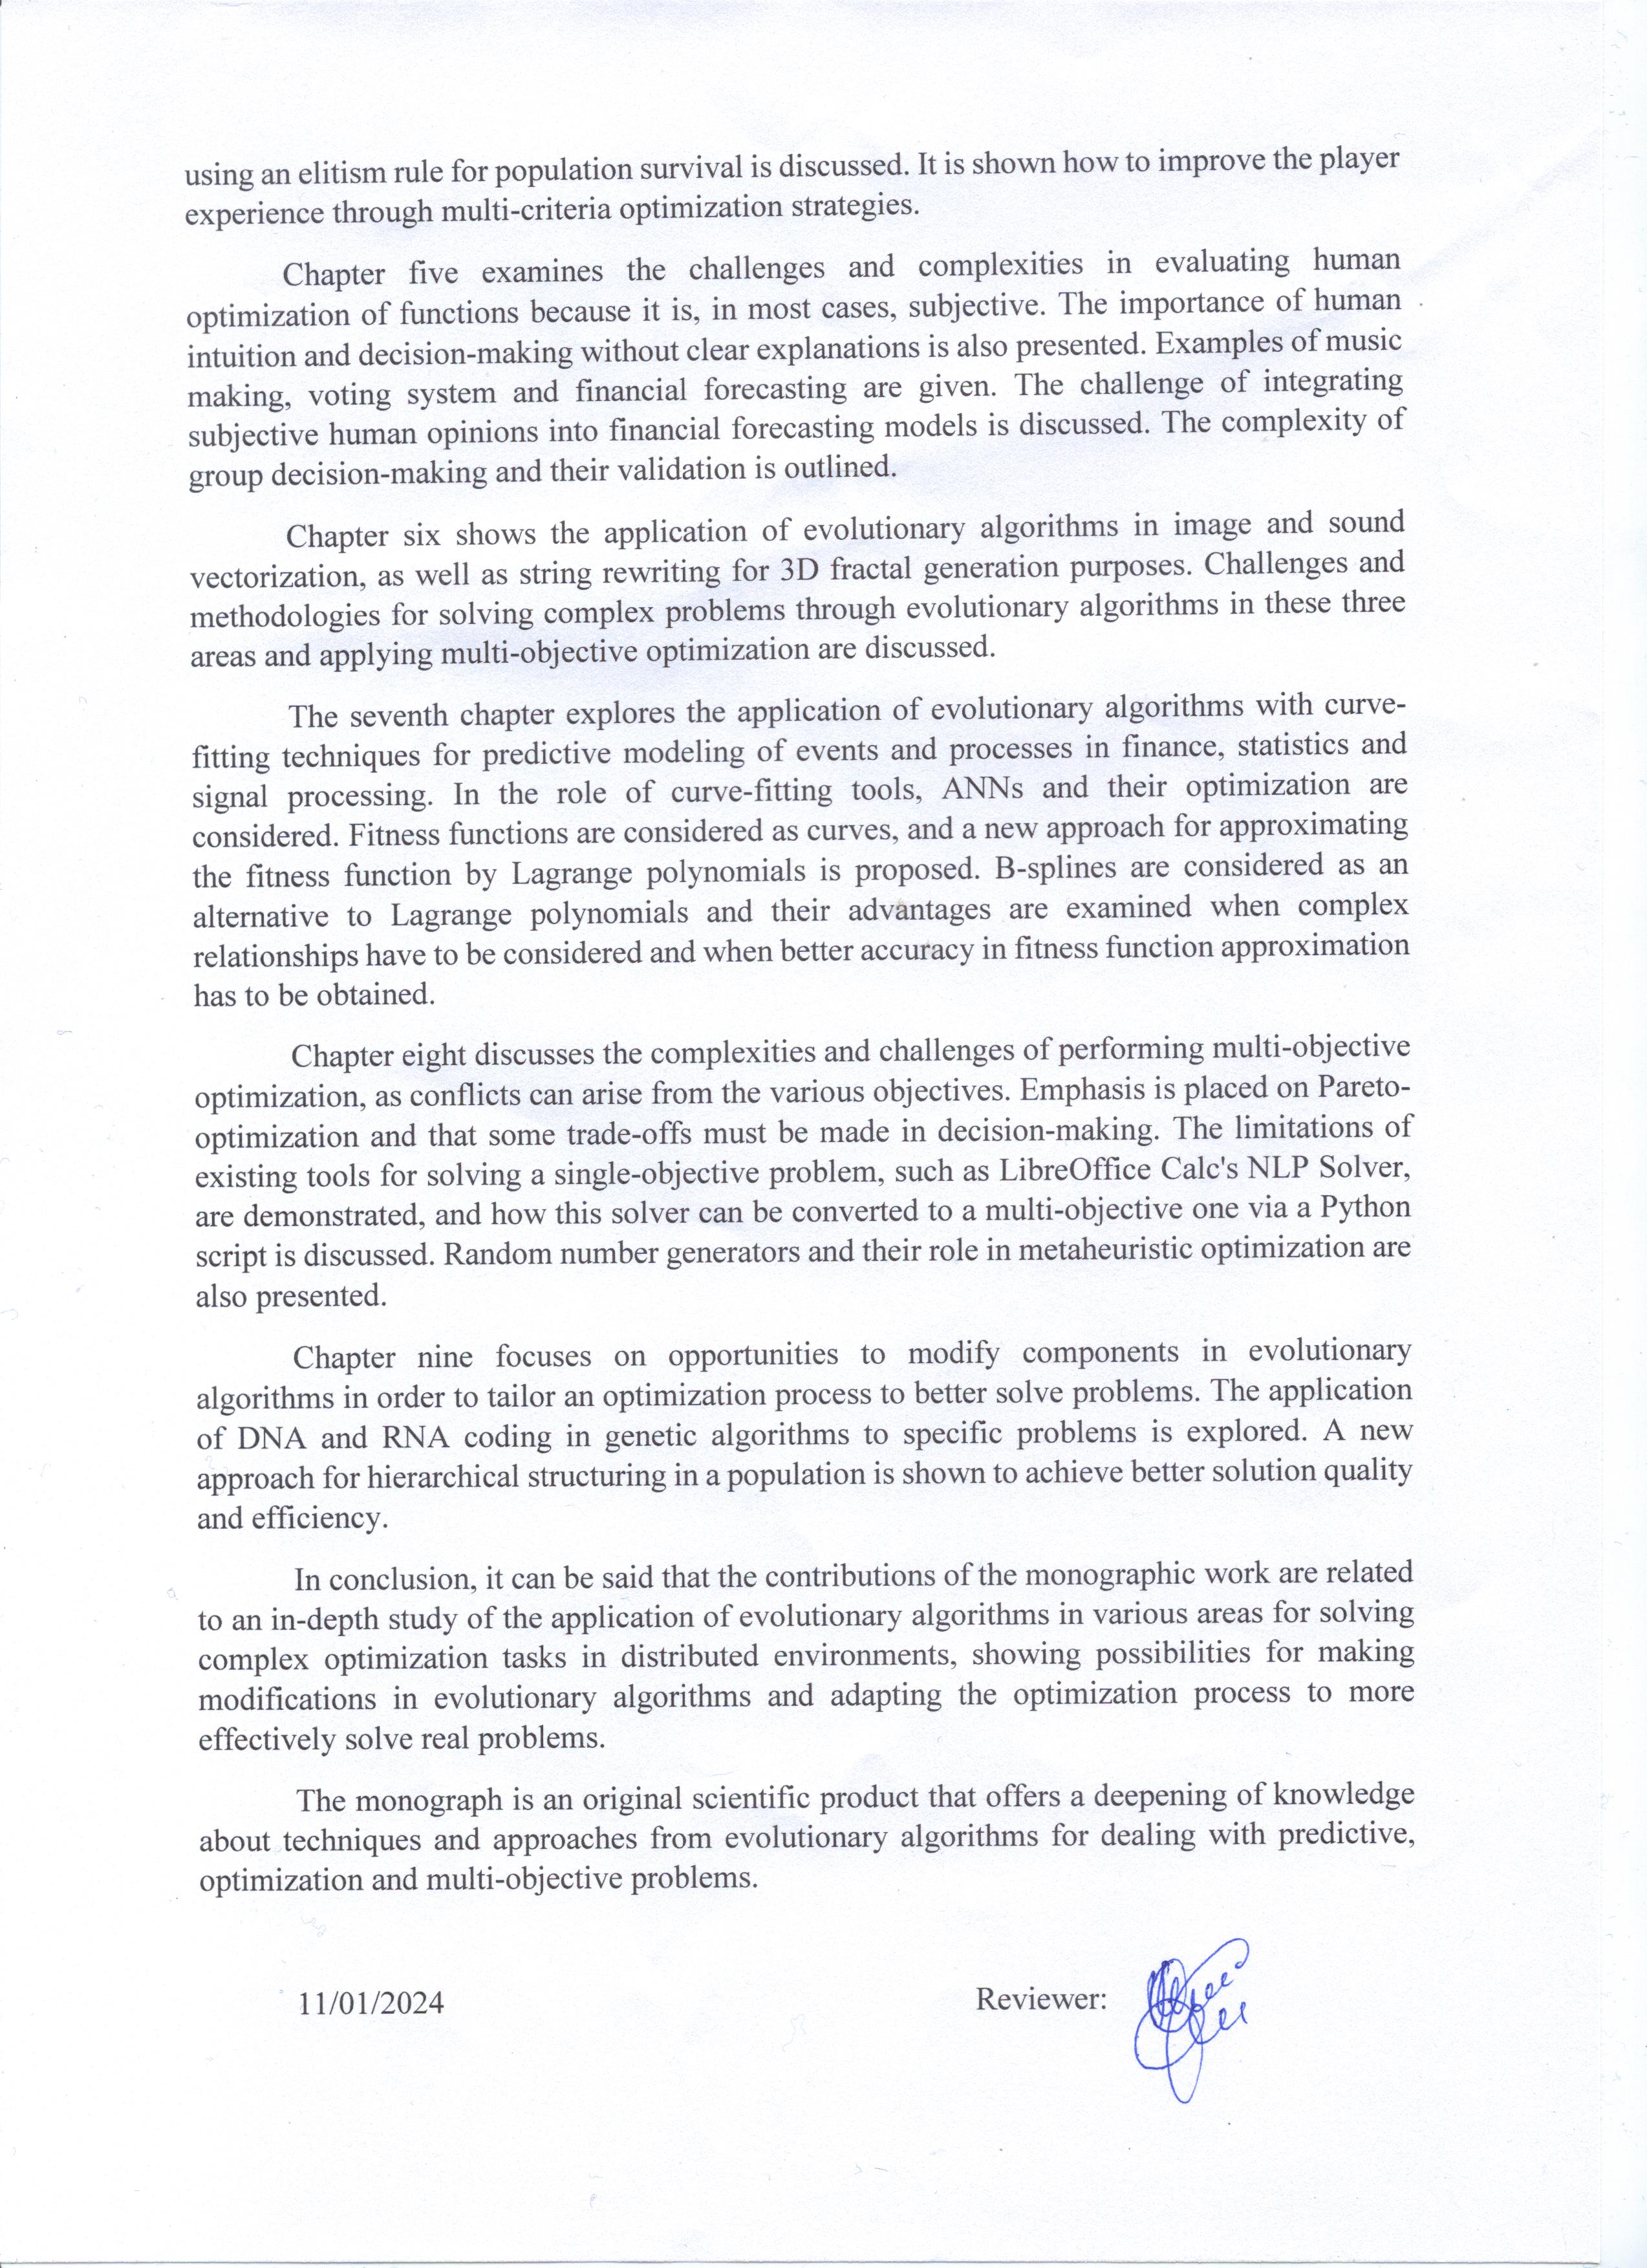 using an elitism rule for population survival is discussed. It is shown how to improve the player
experience through multi-criteria optimization strategies.
Chapter five examines the challenges and complexities in evaluating human
optimization of functions because it is, in most cases, subjective. The importance of human
intuition and decision-making without clear explanations is also presented. Examples of music
making, voting system and financial forecasting are given. The challenge of integrating
subjective human opinions into financial forecasting models is discussed. The complexity of
group decision-making and their validation is outlined.
Chapter six shows the application of evolutionary algorithms in image and sound
vectorization, as well as string rewriting for 3D fractal generation purposes. Challenges and
methodologies for solving complex problems through evolutionary algorithms in these three
areas and applying multi-objective optimization are discussed.
The seventh chapter explores the application of evolutionary algorithms with curve-
fitting techniques for predictive modeling of events and processes in finance, statistics and
signal processing. In the role of curve-fitting tools, ANNs and their optimization are
considered. Fitness functions are considered as curves, and a new approach for approximating
the fitness function by Lagrange polynomials is proposed. B-splines are considered as an
alternative to Lagrange polynomials and their advantages are examined when complex
relationships have to be considered and when better accuracy in fitness function approximation
has to be obtained.
Chapter eight discusses the complexities and challenges of performing multi-objective
optimization, as conflicts can arise from the various objectives. Emphasis is placed on Pareto-
optimization and that some trade-offs must be made in decision-making. The limitations of
existing tools for solving a single-objective problem, such as LibreOffice Calc's NLP Solver,
are demonstrated, and how this solver can be converted to a multi-objective one via a Python
script is discussed. Random number generators and their role in metaheuristic optimization are
also presented.
Chapter nine focuses on opportunities to modify components in evolutionary
algorithms in order to tailor an optimization process to better solve problems. The application
of DNA and RNA coding in genetic algorithms to specific problems is explored. A new
approach for hierarchical structuring in a population is shown to achieve better solution quality
and efficiency.
In conclusion, it can be said that the contributions of the monographic work are related
to an in-depth study of the application of evolutionary algorithms in various areas for solving
complex optimization tasks in distributed environments, showing possibilities for making
modifications in evolutionary algorithms and adapting the optimization process to more
effectively solve real problems.
The monograph is an original scientific product that offers a deepening of knowledge
about techniques and approaches from evolutionary algorithms for dealing with predictive,
optimization and multi-objective problems.
11/01/2024 Reviewer: